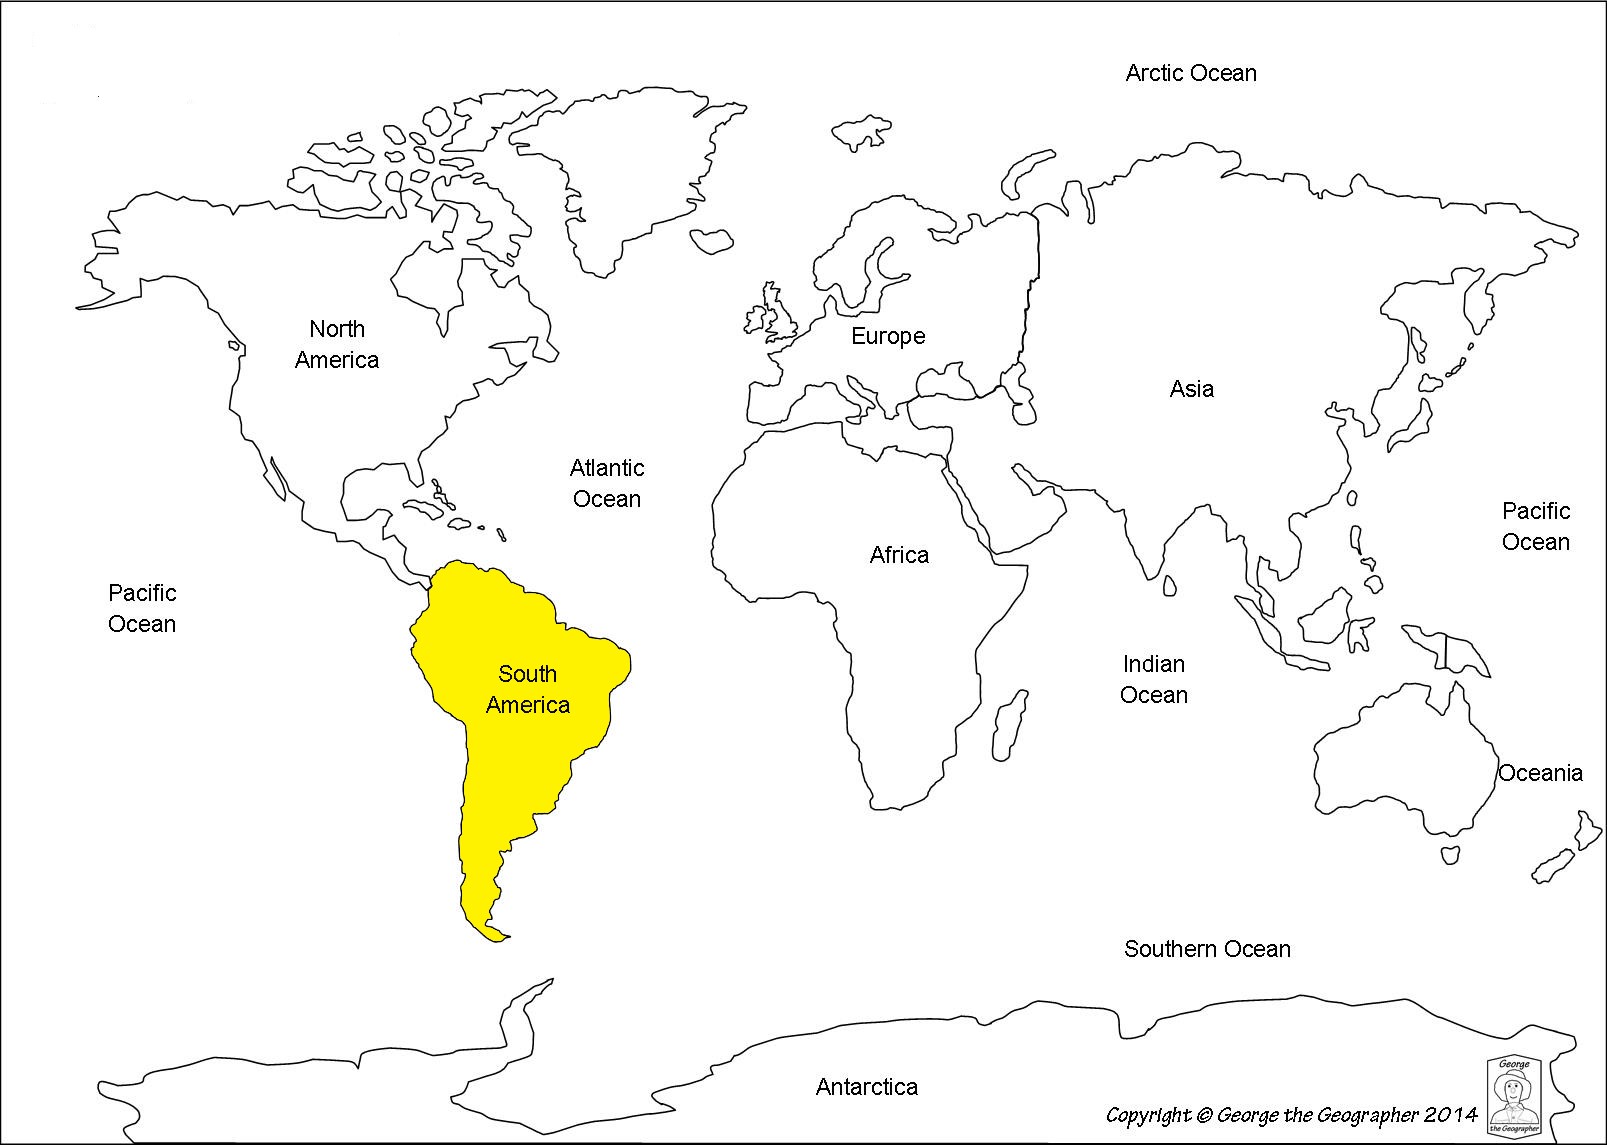 Arctic Ocean
North
America
Europe
Asia
Atlantic
Ocean
Pacific
Ocean
Africa
Pacific
Ocean
South
America
Indian
Ocean
Oceania
Southern Ocean
Antarctica
George
the Geographer
Copyright © George the Geographer 2014